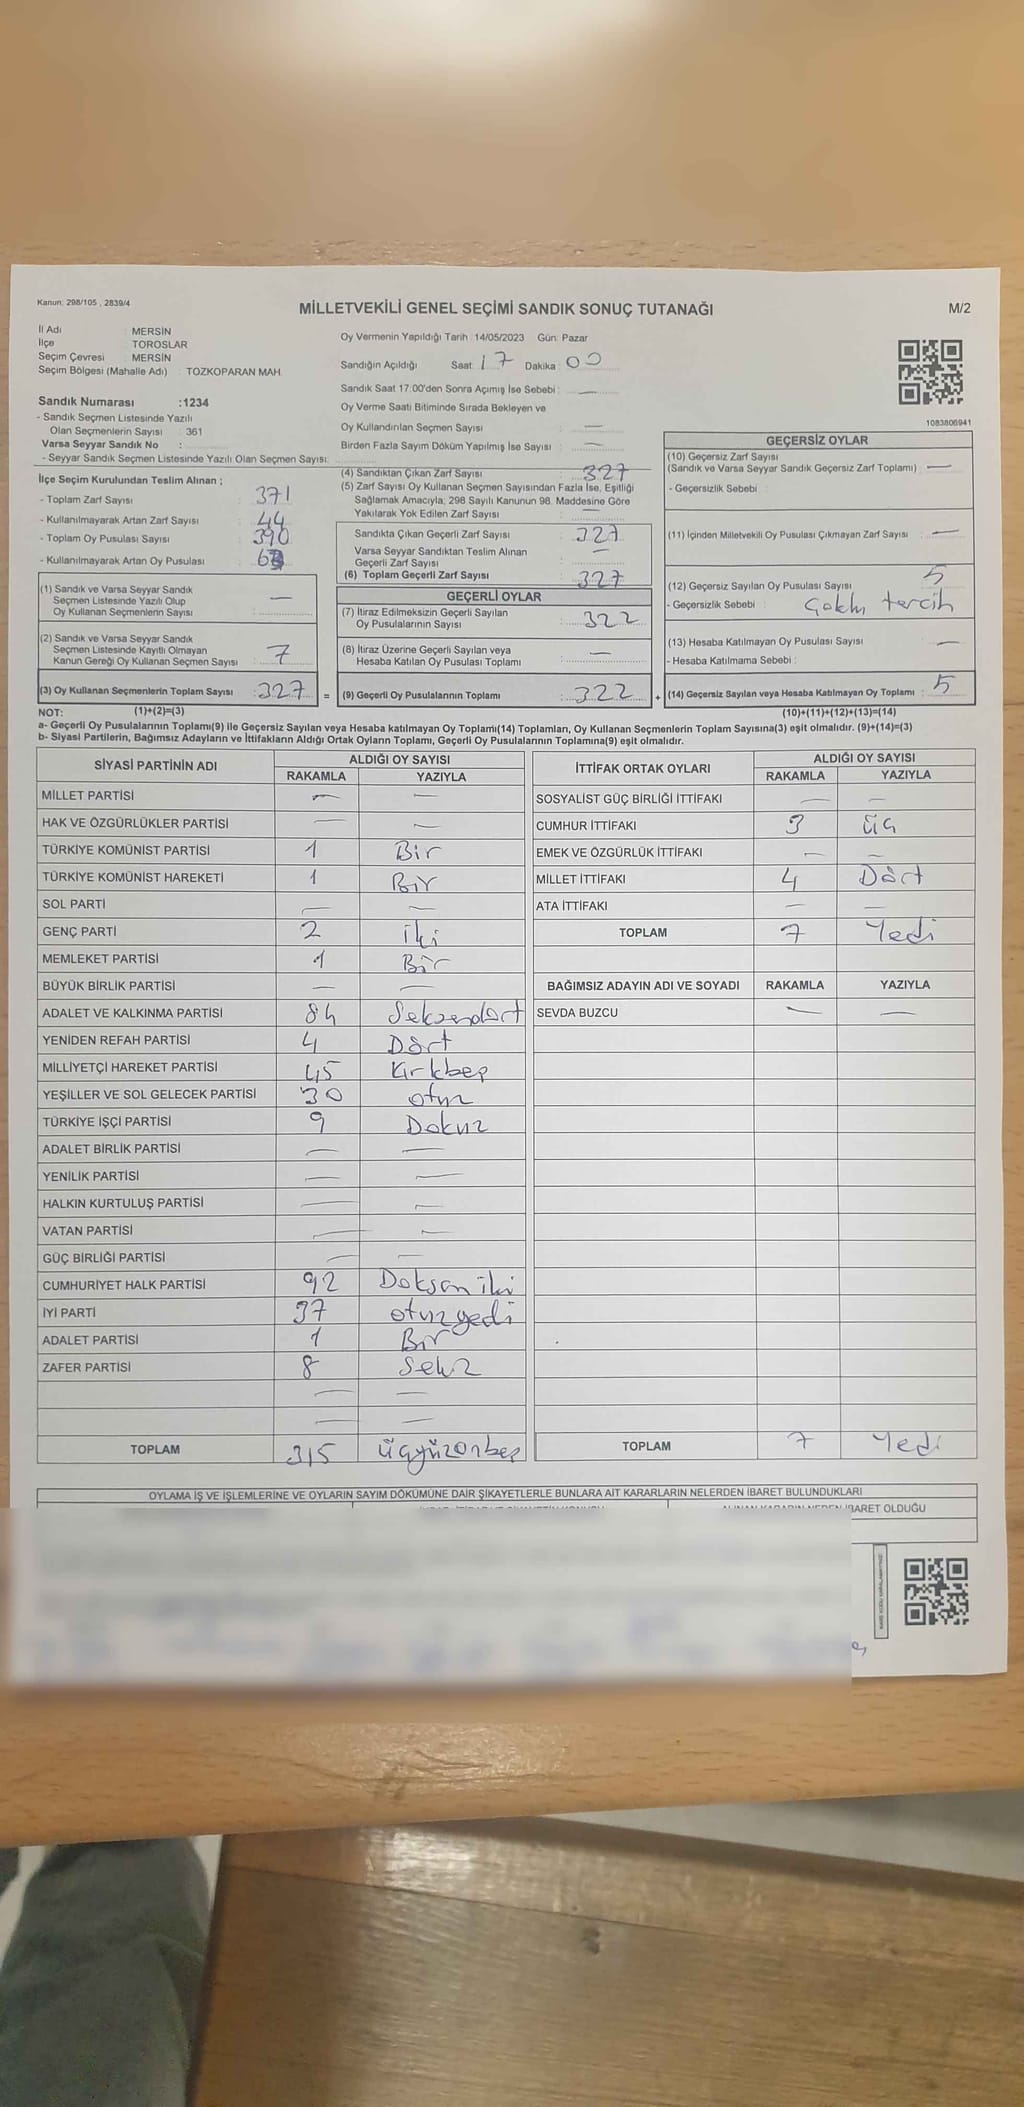 Kanun: 298/105 , 2839/4
MİLLETVEKİLİ GENEL SEÇİMİ SANDIK SONUÇ TUTANAĞI
M/2
İl Adı MERSİN
İlçe TOROSLAR
Seçim Çevresi MERSİN
Seçim Bölgesi (Mahalle Adı) TOZKOPARAN MAH.
Sandık Numarası :1234
- Sandık Seçmen Listesinde Yazılı
Olan Seçmenlerin Sayısı : 361
Varsa Seyyar Sandık No :
- Seyyar Sandık Seçmen Listesinde Yazılı Olan Seçmen Sayısı:
Oy Vermenin Yapıldığı Tarih : 14/05/2023 Gün: Pazar
Sandığın Açıldığı Saat: 17 Dakika: 00
Sandık Saat 17:00'den Sonra Açımış İse Sebebi : —
Oy Verme Saati Bitiminde Sırada Bekleyen ve
Oy Kullandırılan Seçmen Sayısı : —
Birden Fazla Sayım Döküm Yapılmış İse Sayısı : —
1083806941
İlçe Seçim Kurulundan Teslim Alınan ;
- Toplam Zarf Sayısı : 371
- Kullanılmayarak Artan Zarf Sayısı : 44
- Toplam Oy Pusulası Sayısı : 390
- Kullanılmayarak Artan Oy Pusulası : 63
(1) Sandık ve Varsa Seyyar Sandık
Seçmen Listesinde Yazılı Olup
Oy Kullanan Seçmenlerin Sayısı : —
(2) Sandık ve Varsa Seyyar Sandık
Seçmen Listesinde Kayıtlı Olmayan
Kanun Gereği Oy Kullanan Seçmen Sayısı : 7
(3) Oy Kullanan Seçmenlerin Toplam Sayısı : 327 =
(4) Sandıktan Çıkan Zarf Sayısı : 327
(5) Zarf Sayısı Oy Kullanan Seçmen Sayısından Fazla İse, Eşitliği
Sağlamak Amacıyla; 298 Sayılı Kanunun 98. Maddesine Göre
Yakılarak Yok Edilen Zarf Sayısı : —
Sandıkta Çıkan Geçerli Zarf Sayısı : 327
Varsa Seyyar Sandıktan Teslim Alınan
Geçerli Zarf Sayısı : —
(6) Toplam Geçerli Zarf Sayısı : 327
GEÇERLİ OYLAR
(7) İtiraz Edilmeksizin Geçerli Sayılan
Oy Pusulalarının Sayısı : 322
(8) İtiraz Üzerine Geçerli Sayılan veya
Hesaba Katılan Oy Pusulası Toplamı : —
(9) Geçerli Oy Pusulalarının Toplamı : 322 +
GEÇERSİZ OYLAR
(10) Geçersiz Zarf Sayısı
(Sandık ve Varsa Seyyar Sandık Geçersiz Zarf Toplamı) : —
- Geçersizlik Sebebi :
(11) İçinden Milletvekili Oy Pusulası Çıkmayan Zarf Sayısı : —
(12) Geçersiz Sayılan Oy Pusulası Sayısı : 5
- Geçersizlik Sebebi : Çoklu tercih
(13) Hesaba Katılmayan Oy Pusulası Sayısı : —
- Hesaba Katılmama Sebebi :
(14) Geçersiz Sayılan veya Hesaba Katılmayan Oy Toplamı : 5
NOT: (1)+(2)=(3) (10)+(11)+(12)+(13)=(14)
a- Geçerli Oy Pusulalarının Toplamı(9) ile Geçersiz Sayılan veya Hesaba katılmayan Oy Toplamı(14) Toplamları, Oy Kullanan Seçmenlerin Toplam Sayısına(3) eşit olmalıdır. (9)+(14)=(3)
b- Siyasi Partilerin, Bağımsız Adayların ve İttifakların Aldığı Ortak Oyların Toplamı, Geçerli Oy Pusulalarının Toplamına(9) eşit olmalıdır.
SİYASİ PARTİNİN ADI ALDIĞI OY SAYISI
RAKAMLA YAZIYLA
MİLLET PARTİSİ — —
HAK VE ÖZGÜRLÜKLER PARTİSİ — —
TÜRKİYE KOMÜNİST PARTİSİ 1 Bir
TÜRKİYE KOMÜNİST HAREKETİ 1 Bir
SOL PARTİ — —
GENÇ PARTİ 2 iki
MEMLEKET PARTİSİ 1 Bir
BÜYÜK BİRLİK PARTİSİ — —
ADALET VE KALKINMA PARTİSİ 84 Seksendört
YENİDEN REFAH PARTİSİ 4 Dört
MİLLİYETÇİ HAREKET PARTİSİ 45 Kırkbeş
YEŞİLLER VE SOL GELECEK PARTİSİ 30 otuz
TÜRKİYE İŞÇİ PARTİSİ 9 Dokuz
ADALET BİRLİK PARTİSİ — —
YENİLİK PARTİSİ — —
HALKIN KURTULUŞ PARTİSİ — —
VATAN PARTİSİ — —
GÜÇ BİRLİĞİ PARTİSİ — —
CUMHURİYET HALK PARTİSİ 92 Doksan iki
İYİ PARTİ 37 otuzyedi
ADALET PARTİSİ 1 Bir
ZAFER PARTİSİ 8 Sekiz
— —
— —
TOPLAM 315 üçyüzonbeş
İTTİFAK ORTAK OYLARI ALDIĞI OY SAYISI
RAKAMLA YAZIYLA
SOSYALİST GÜÇ BİRLİĞİ İTTİFAKI — —
CUMHUR İTTİFAKI 3 üç
EMEK VE ÖZGÜRLÜK İTTİFAKI — —
MİLLET İTTİFAKI 4 Dört
ATA İTTİFAKI — —
TOPLAM 7 Yedi
BAĞIMSIZ ADAYIN ADI VE SOYADI RAKAMLA YAZIYLA
SEVDA BUZCU — —
TOPLAM 7 Yedi
OYLAMA İŞ VE İŞLEMLERİNE VE OYLARIN SAYIM DÖKÜMÜNE DAİR ŞİKAYETLERLE BUNLARA AİT KARARLARIN NELERDEN İBARET BULUNDUKLARI
İBARET OLDUĞU